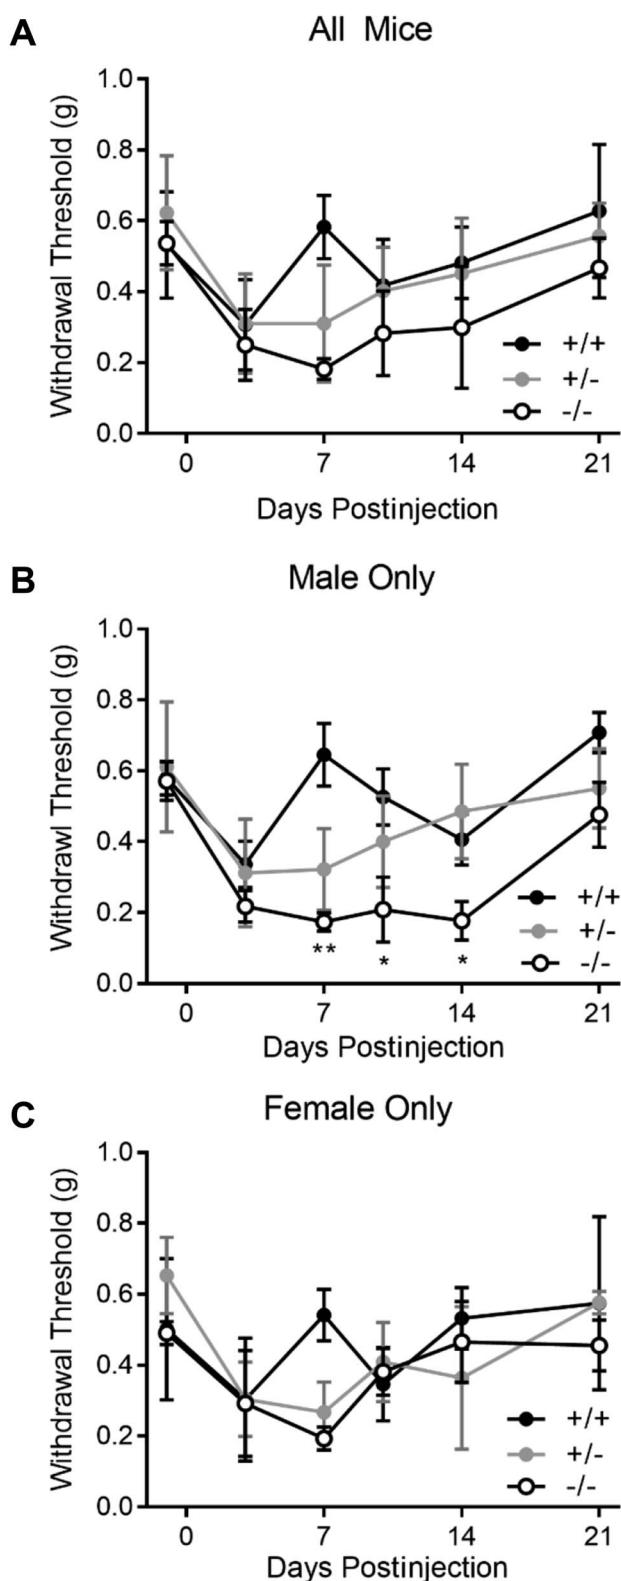 A
All Mice
Withdrawal Threshold (g)
1.0
0.8
0.6
0.4
0.2
0.0
+/+
+/-
-/-
0 7 14 21
Days Postinjection
B
Male Only
Withdrawl Threshold (g)
1.0
0.8
0.6
0.4
0.2
0.0
** * *
+/+
+/-
-/-
0 7 14 21
Days Postinjection
C
Female Only
Withdrawal Threshold (g)
1.0
0.8
0.6
0.4
0.2
0.0
+/+
+/-
-/-
0 7 14 21
Days Postinjection